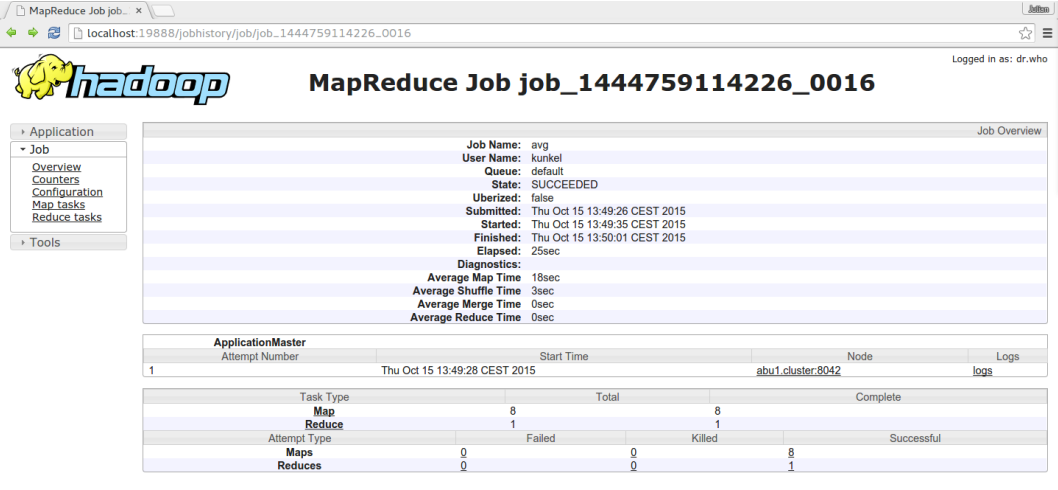 MapReduce Job job_
Julian
localhost:19888/jobhistory/job/job_1444759114226_0016
hadoop
MapReduce Job job_1444759114226_0016
Logged in as: dr.who
Application
Job
Overview
Counters
Configuration
Map tasks
Reduce tasks
Tools
Job Overview
Job Name: avg
User Name: kunkel
Queue: default
State: SUCCEEDED
Uberized: false
Submitted: Thu Oct 15 13:49:26 CEST 2015
Started: Thu Oct 15 13:49:35 CEST 2015
Finished: Thu Oct 15 13:50:01 CEST 2015
Elapsed: 25sec
Diagnostics:
Average Map Time 18sec
Average Shuffle Time 3sec
Average Merge Time 0sec
Average Reduce Time 0sec
ApplicationMaster
Attempt Number Start Time Node Logs
1 Thu Oct 15 13:49:28 CEST 2015 abu1.cluster:8042 logs
Task Type Total Complete
Map 8 8
Reduce 1 1
Attempt Type Failed Killed Successful
Maps 0 0 8
Reduces 0 0 1